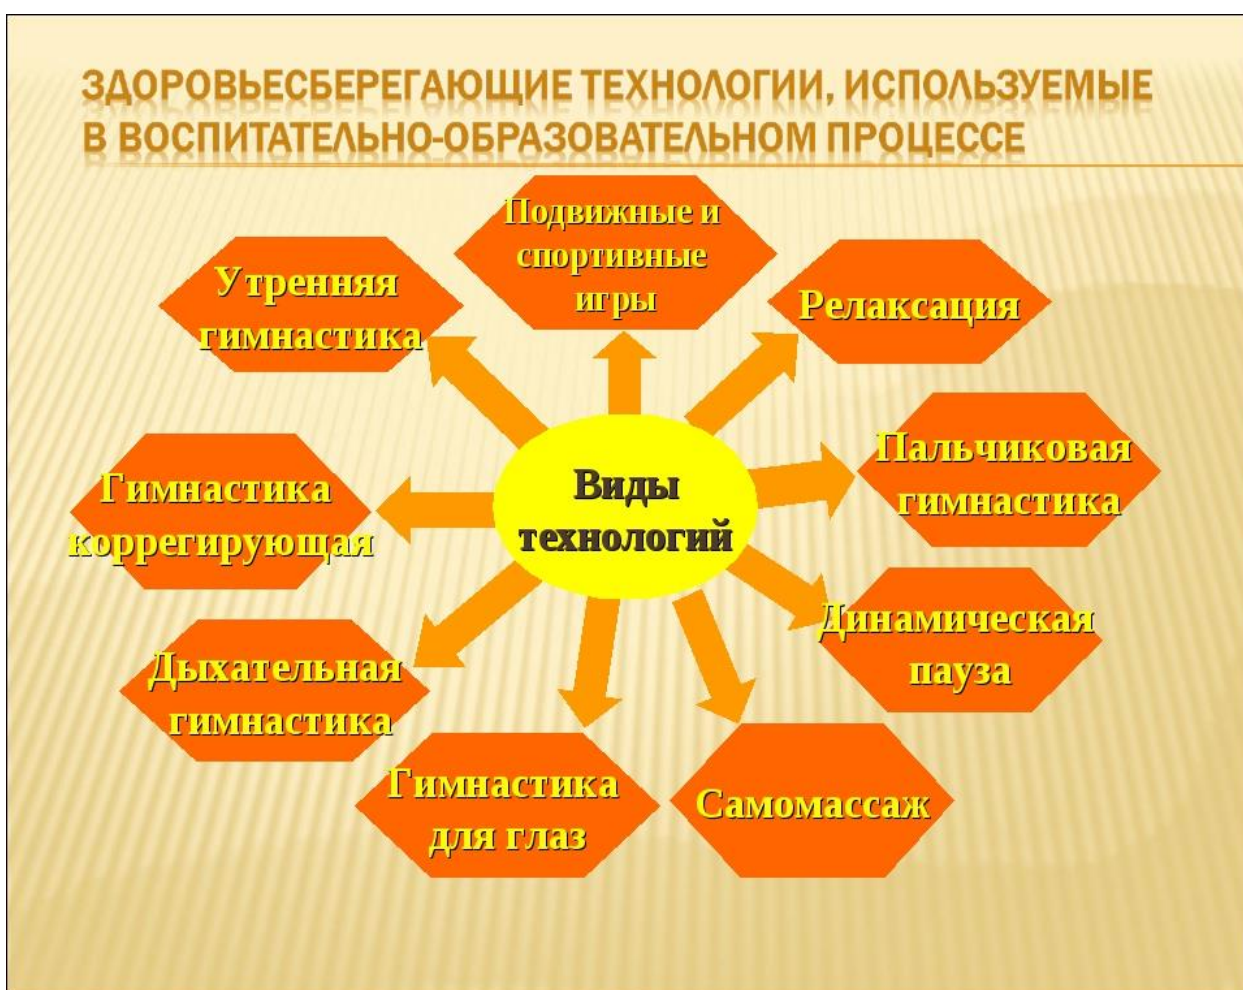 ЗДОРОВЬЕСБЕРЕГАЮЩИЕ ТЕХНОЛОГИИ, ИСПОЛЬЗУЕМЫЕ
В ВОСПИТАТЕЛЬНО-ОБРАЗОВАТЕЛЬНОМ ПРОЦЕССЕ
Подвижные и
спортивные
игры
Утренняя
гимнастика
Релаксация
Гимнастика
коррегирующая
Виды
технологий
Пальчиковая
гимнастика
Дыхательная
гимнастика
Динамическая
пауза
Гимнастика
для глаз
Самомассаж